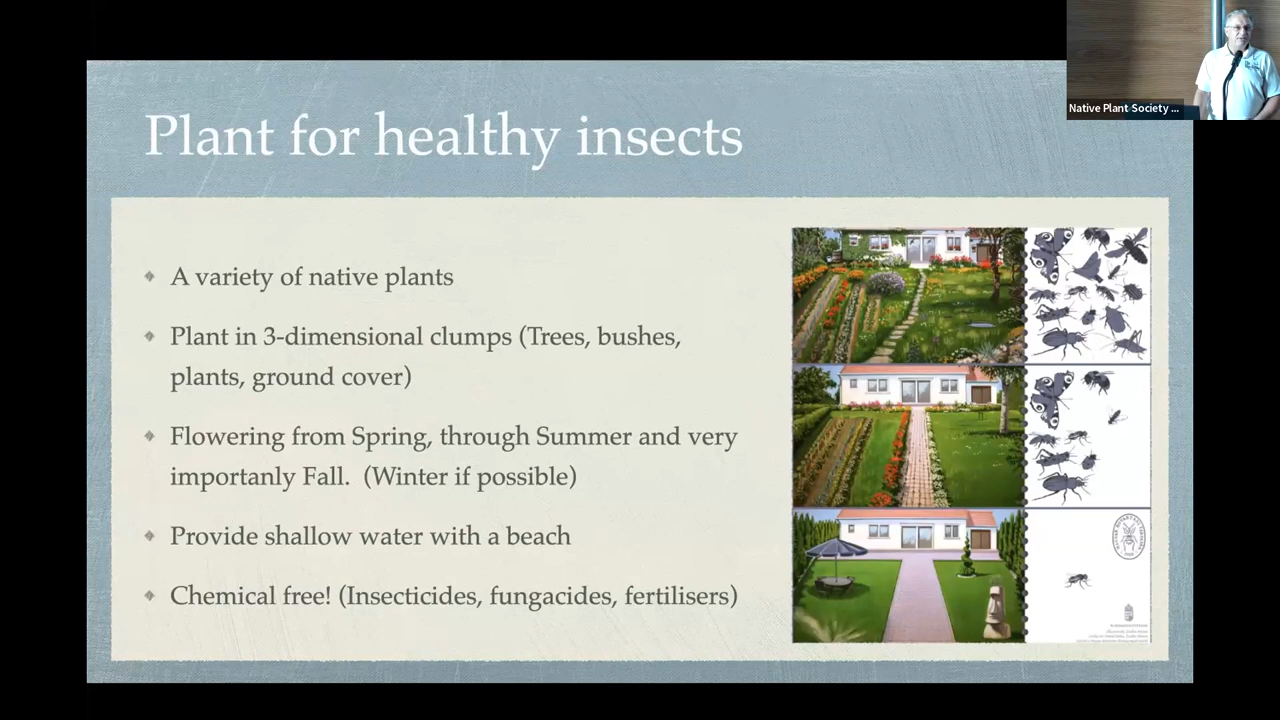 Native Plant Society ...
Plant for healthy insects
A variety of native plants
Plant in 3-dimensional clumps (Trees, bushes,
plants, ground cover)
Flowering from Spring, through Summer and very
importanly Fall.  (Winter if possible)
Provide shallow water with a beach
Chemical free! (Insecticides, fungacides, fertilisers)